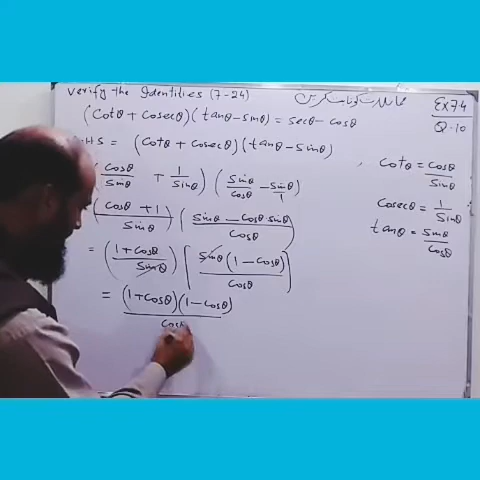 Verify the Identities (7-24)
Ex 7.4
Q-10
(Cotθ + Cosecθ)(tanθ - sinθ) = secθ - cosθ
HS = (Cotθ + Cosecθ)(tanθ - sinθ)
Cotθ = Cosθ/Sinθ
(Cosθ/Sinθ + 1/Sinθ)(Sinθ/Cosθ - Sinθ/1)
Cosecθ = 1/Sinθ
(Cosθ + 1/Sinθ)(Sinθ - Cosθ Sinθ/Cosθ)
tanθ = Sinθ/Cosθ
= (1+Cosθ/Sinθ)[Sinθ(1 - Cosθ)/Cosθ]
= (1+Cosθ)(1-Cosθ)/Cosθ